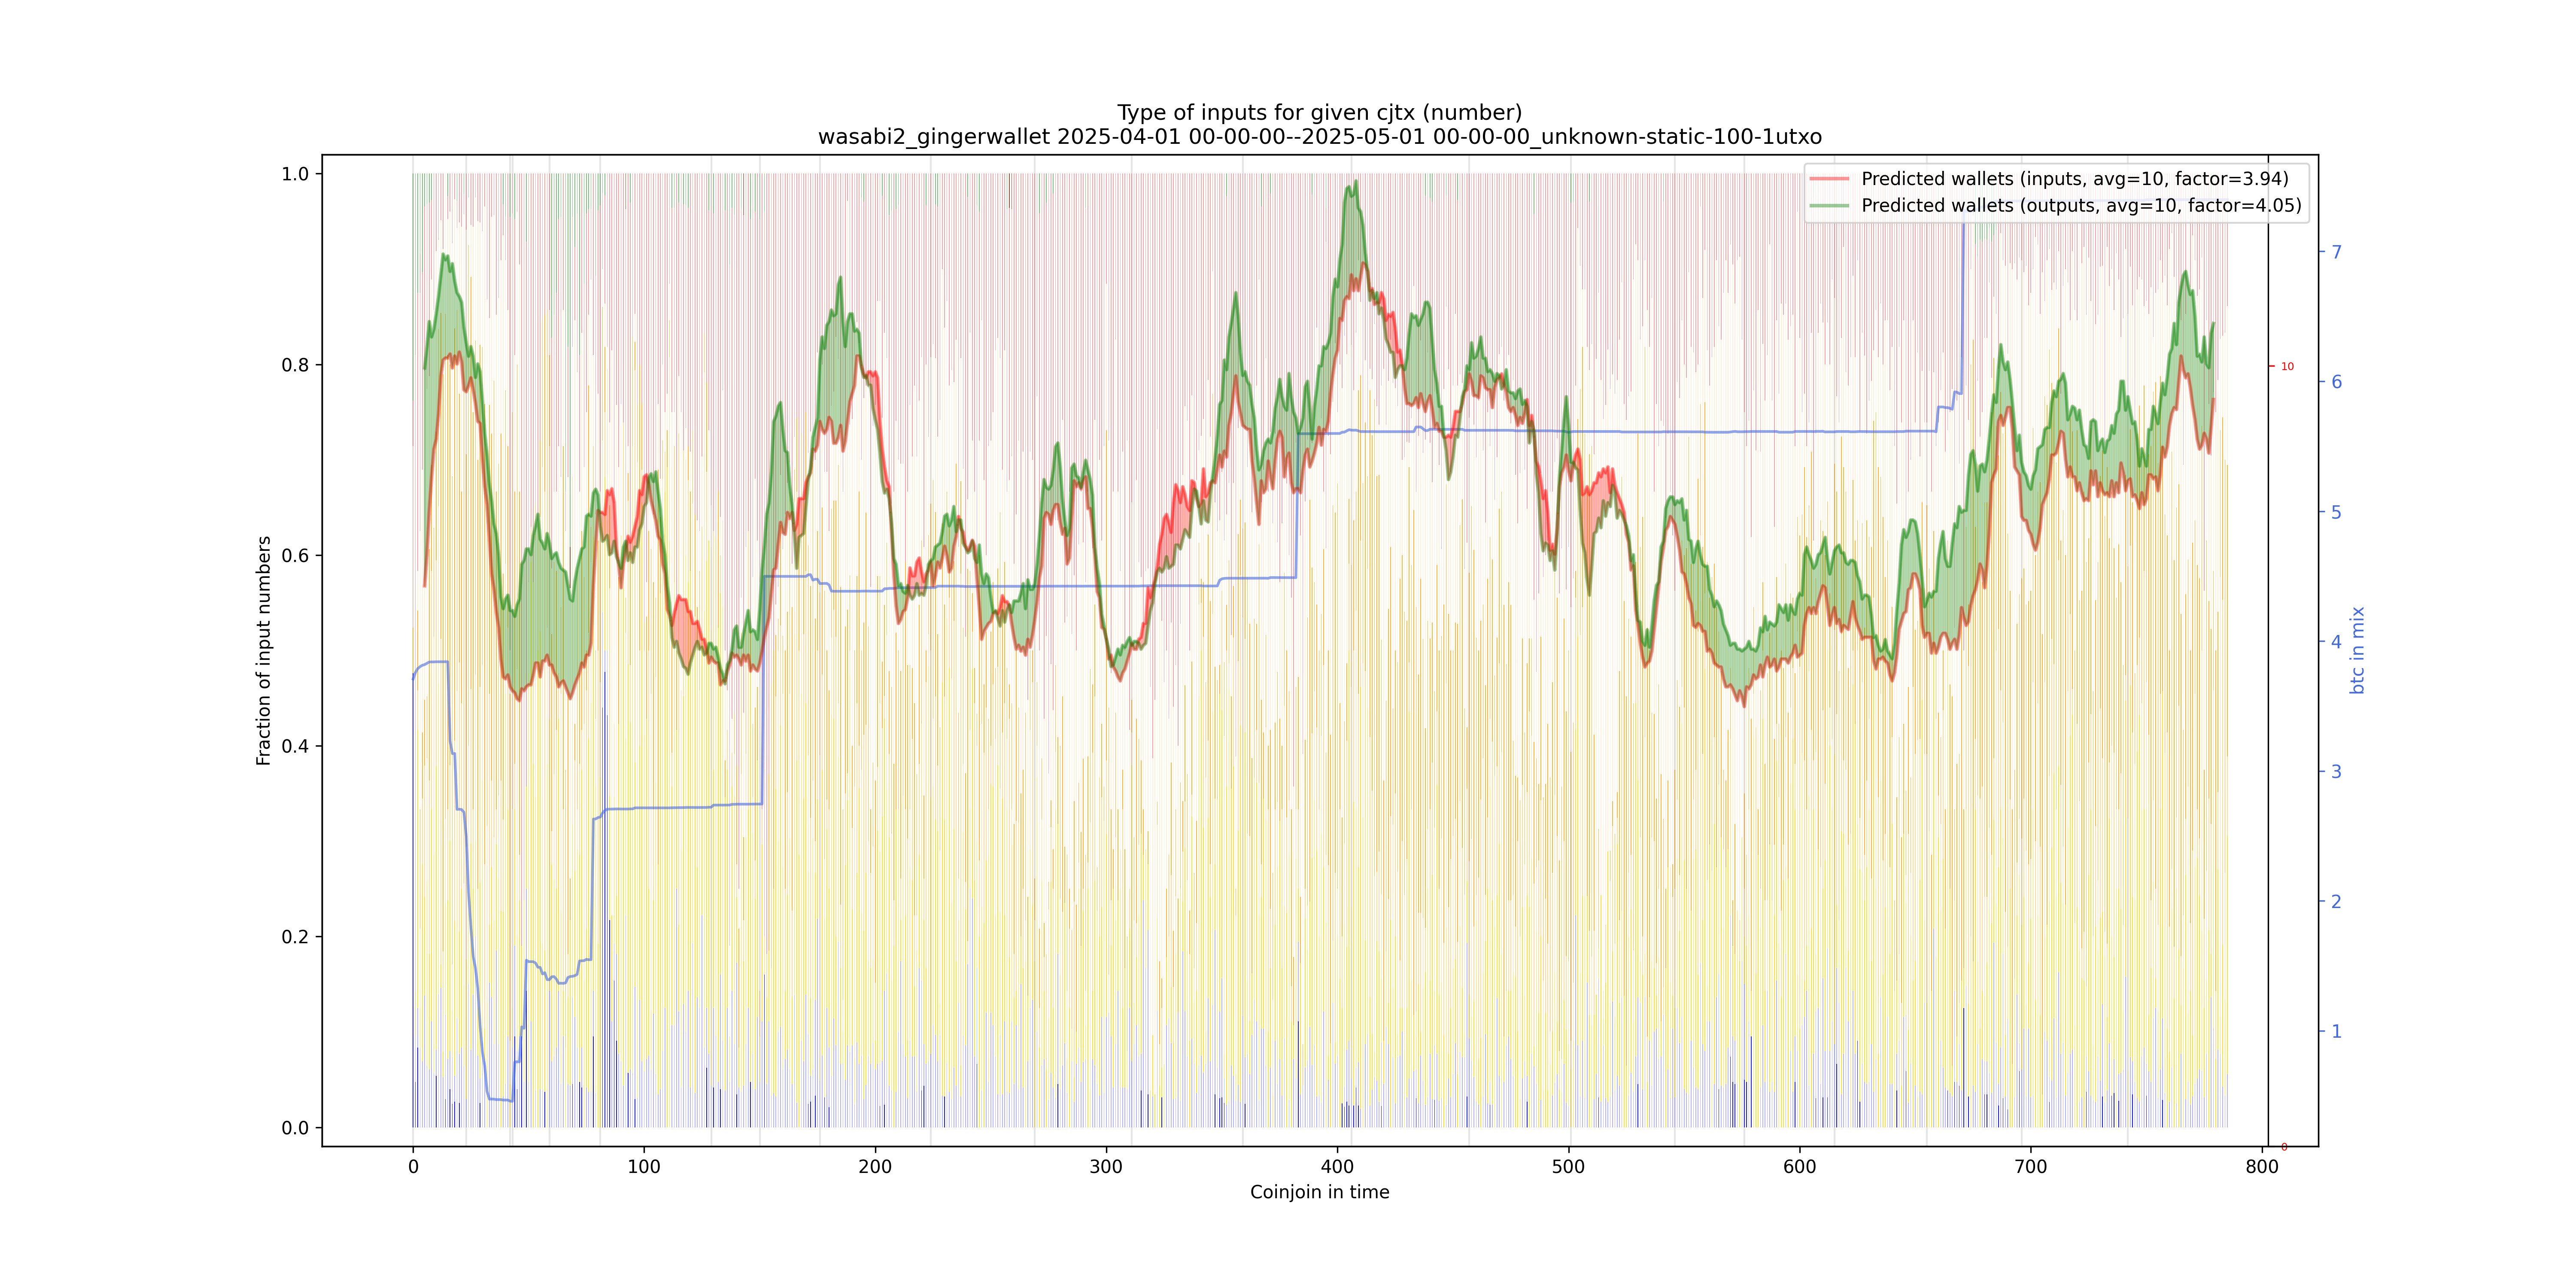 Type of inputs for given cjtx (number)
wasabi2_gingerwallet 2025-04-01 00-00-00--2025-05-01 00-00-00_unknown-static-100-1utxo
Predicted wallets (inputs, avg=10, factor=3.94)
Predicted wallets (outputs, avg=10, factor=4.05)
Fraction of input numbers
1.0
0.8
0.6
0.4
0.2
0.0
0 100 200 300 400 500 600 700 800
Coinjoin in time
10
0
7
6
5
4
3
2
1
btc in mix